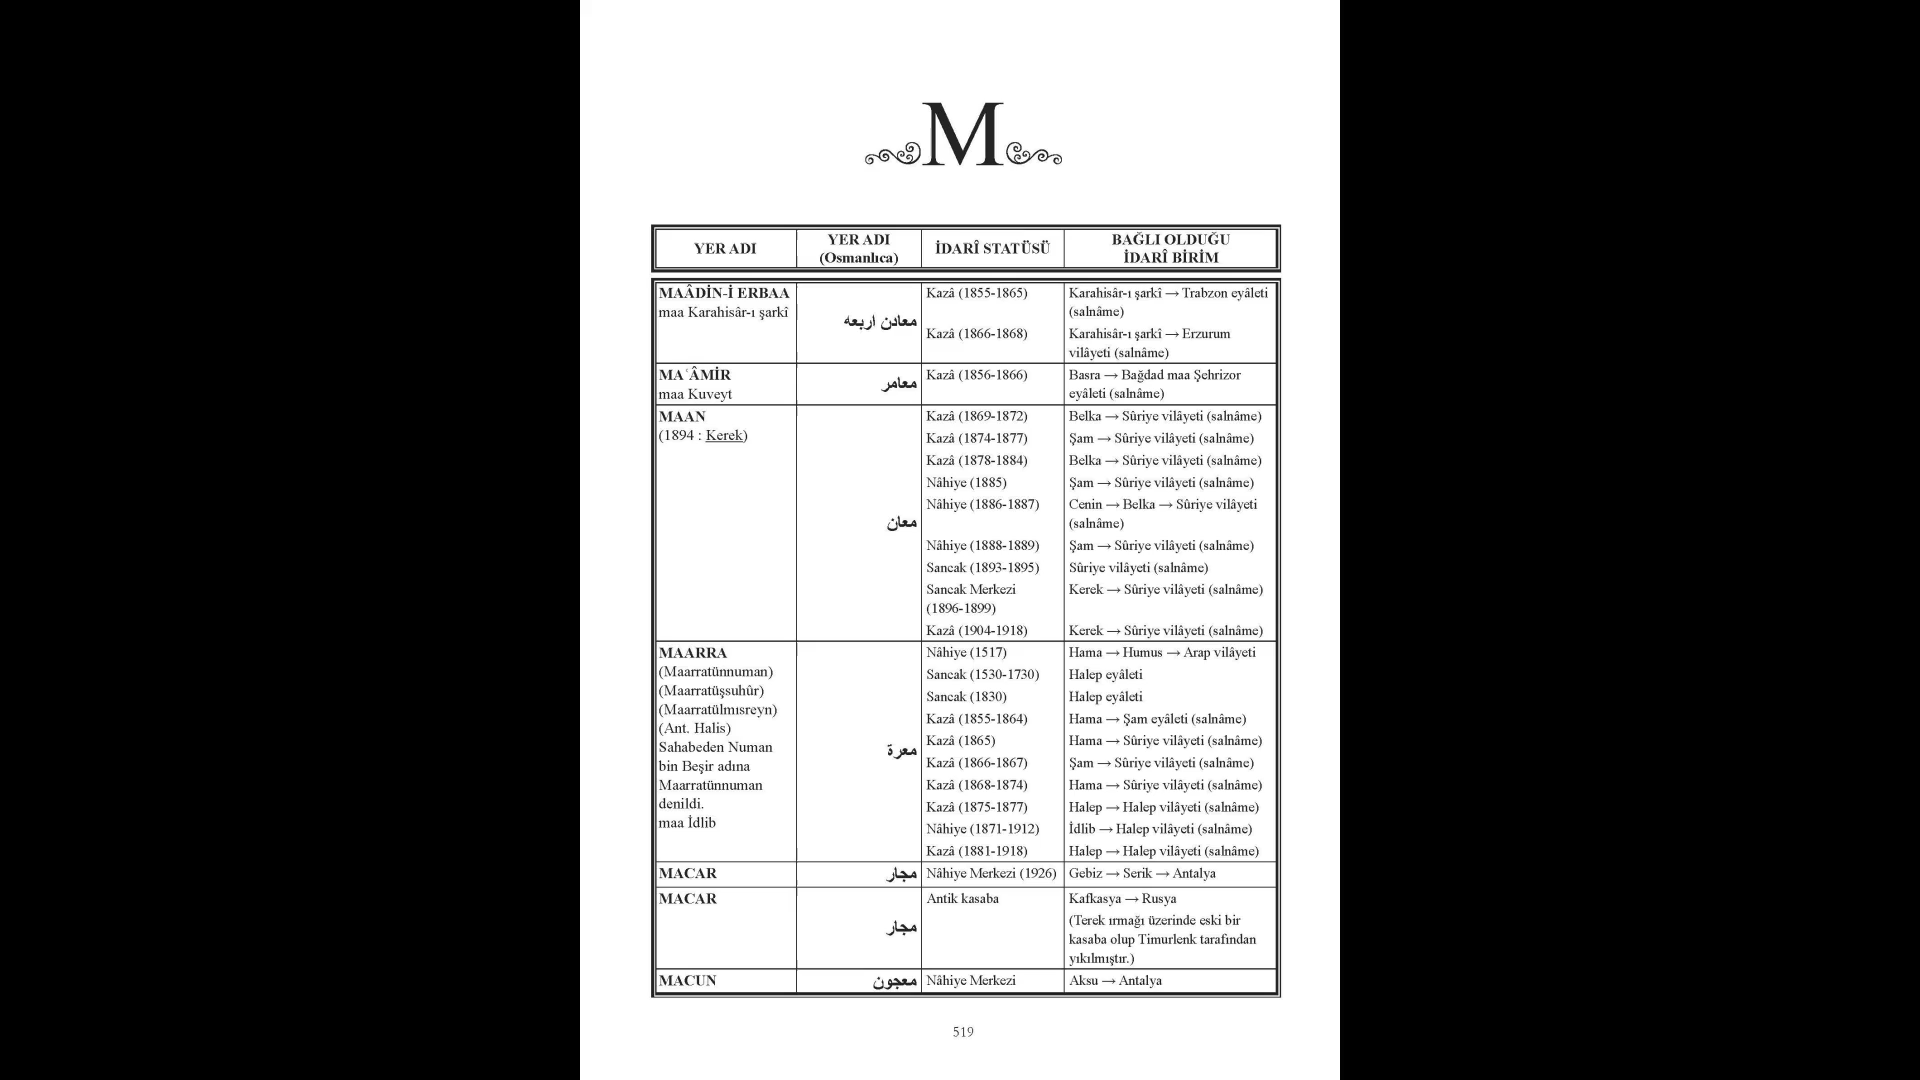 M
YER ADI
YER ADI
(Osmanlıca)
İDARÎ STATÜSÜ
BAĞLI OLDUĞU
İDARÎ BİRİM
MAÂDİN-İ ERBAA
maa Karahisâr-ı şarkî
معادن اربعه
Kazâ (1855-1865)
Karahisâr-ı şarkî → Trabzon eyâleti
(salnâme)
Kazâ (1866-1868)
Karahisâr-ı şarkî → Erzurum
vilâyeti (salnâme)
MAʿÂMİR
maa Kuveyt
معامر
Kazâ (1856-1866)
Basra → Bağdad maa Şehrizor
eyâleti (salnâme)
MAAN
(1894 : Kerek)
معان
Kazâ (1869-1872)
Belka → Sûriye vilâyeti (salnâme)
Kazâ (1874-1877)
Şam → Sûriye vilâyeti (salnâme)
Kazâ (1878-1884)
Belka → Sûriye vilâyeti (salnâme)
Nâhiye (1885)
Şam → Sûriye vilâyeti (salnâme)
Nâhiye (1886-1887)
Cenin → Belka → Sûriye vilâyeti
(salnâme)
Nâhiye (1888-1889)
Şam → Sûriye vilâyeti (salnâme)
Sancak (1893-1895)
Sûriye vilâyeti (salnâme)
Sancak Merkezi
(1896-1899)
Kerek → Sûriye vilâyeti (salnâme)
Kazâ (1904-1918)
Kerek → Sûriye vilâyeti (salnâme)
MAARRA
(Maarratünnuman)
(Maarratüşsuhûr)
(Maarratülmısreyn)
(Ant. Halis)
Sahabeden Numan
bin Beşir adına
Maarratünnuman
denildi.
maa İdlib
معرة
Nâhiye (1517)
Hama → Humus → Arap vilâyeti
Sancak (1530-1730)
Halep eyâleti
Sancak (1830)
Halep eyâleti
Kazâ (1855-1864)
Hama → Şam eyâleti (salnâme)
Kazâ (1865)
Hama → Sûriye vilâyeti (salnâme)
Kazâ (1866-1867)
Şam → Sûriye vilâyeti (salnâme)
Kazâ (1868-1874)
Hama → Sûriye vilâyeti (salnâme)
Kazâ (1875-1877)
Halep → Halep vilâyeti (salnâme)
Nâhiye (1871-1912)
İdlib → Halep vilâyeti (salnâme)
Kazâ (1881-1918)
Halep → Halep vilâyeti (salnâme)
MACAR
مجار
Nâhiye Merkezi (1926)
Gebiz → Serik → Antalya
MACAR
مجار
Antik kasaba
Kafkasya → Rusya
(Terek ırmağı üzerinde eski bir
kasaba olup Timurlenk tarafından
yıkılmıştır.)
MACUN
معجون
Nâhiye Merkezi
Aksu → Antalya
519